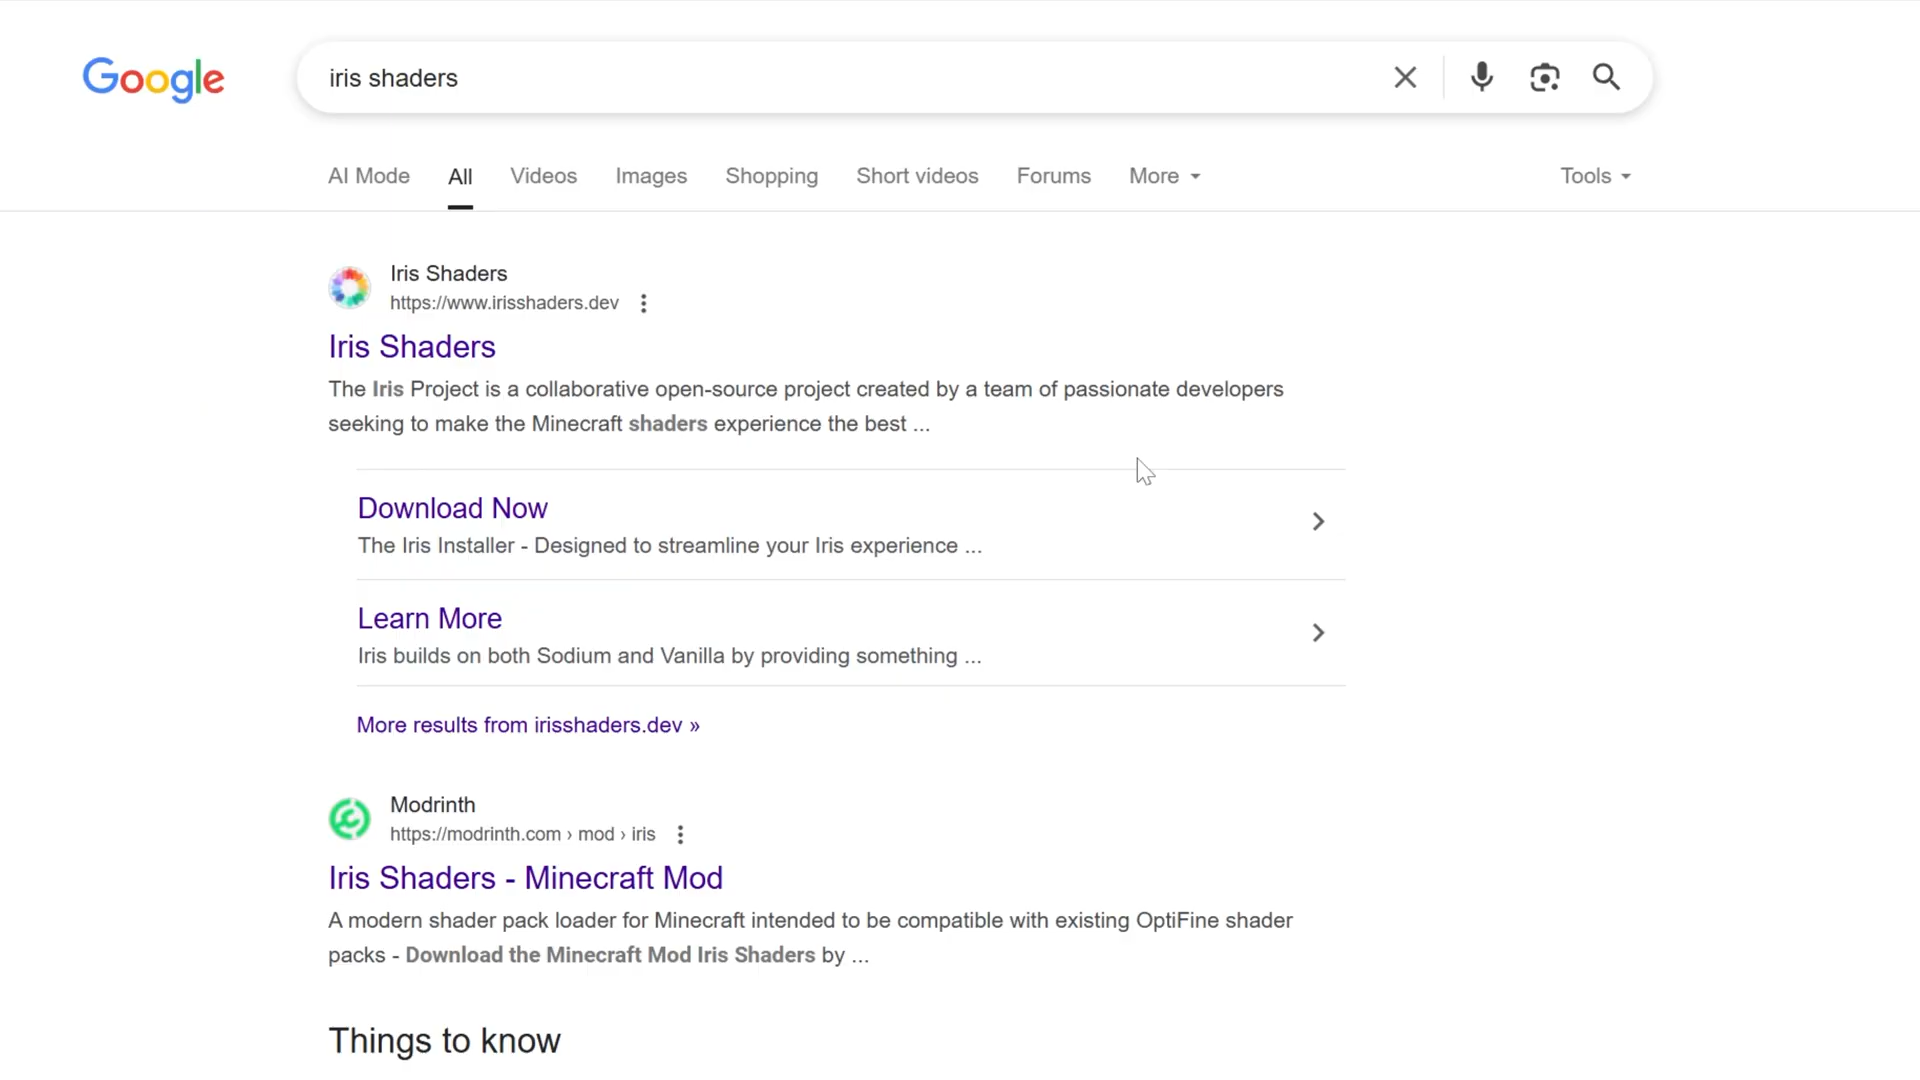 Google
iris shaders
AI Mode All Videos Images Shopping Short videos Forums More Tools
Iris Shaders
https://www.irisshaders.dev
Iris Shaders
The Iris Project is a collaborative open-source project created by a team of passionate developers
seeking to make the Minecraft shaders experience the best ...
Download Now
The Iris Installer - Designed to streamline your Iris experience ...
Learn More
Iris builds on both Sodium and Vanilla by providing something ...
More results from irisshaders.dev »
Modrinth
https://modrinth.com › mod › iris
Iris Shaders - Minecraft Mod
A modern shader pack loader for Minecraft intended to be compatible with existing OptiFine shader
packs - Download the Minecraft Mod Iris Shaders by ...
Things to know